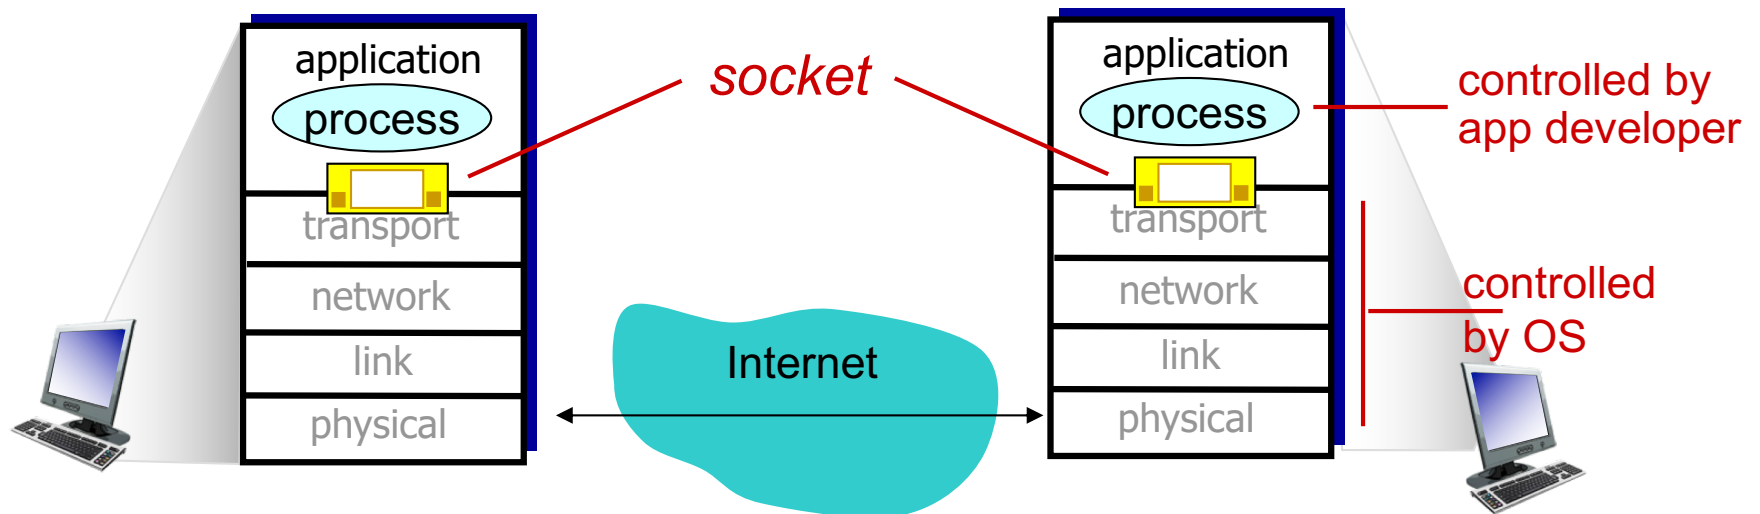 application
process
transport
network
link
physical
socket
Internet
application
process
transport
network
link
physical
controlled by
app developer
controlled
by OS